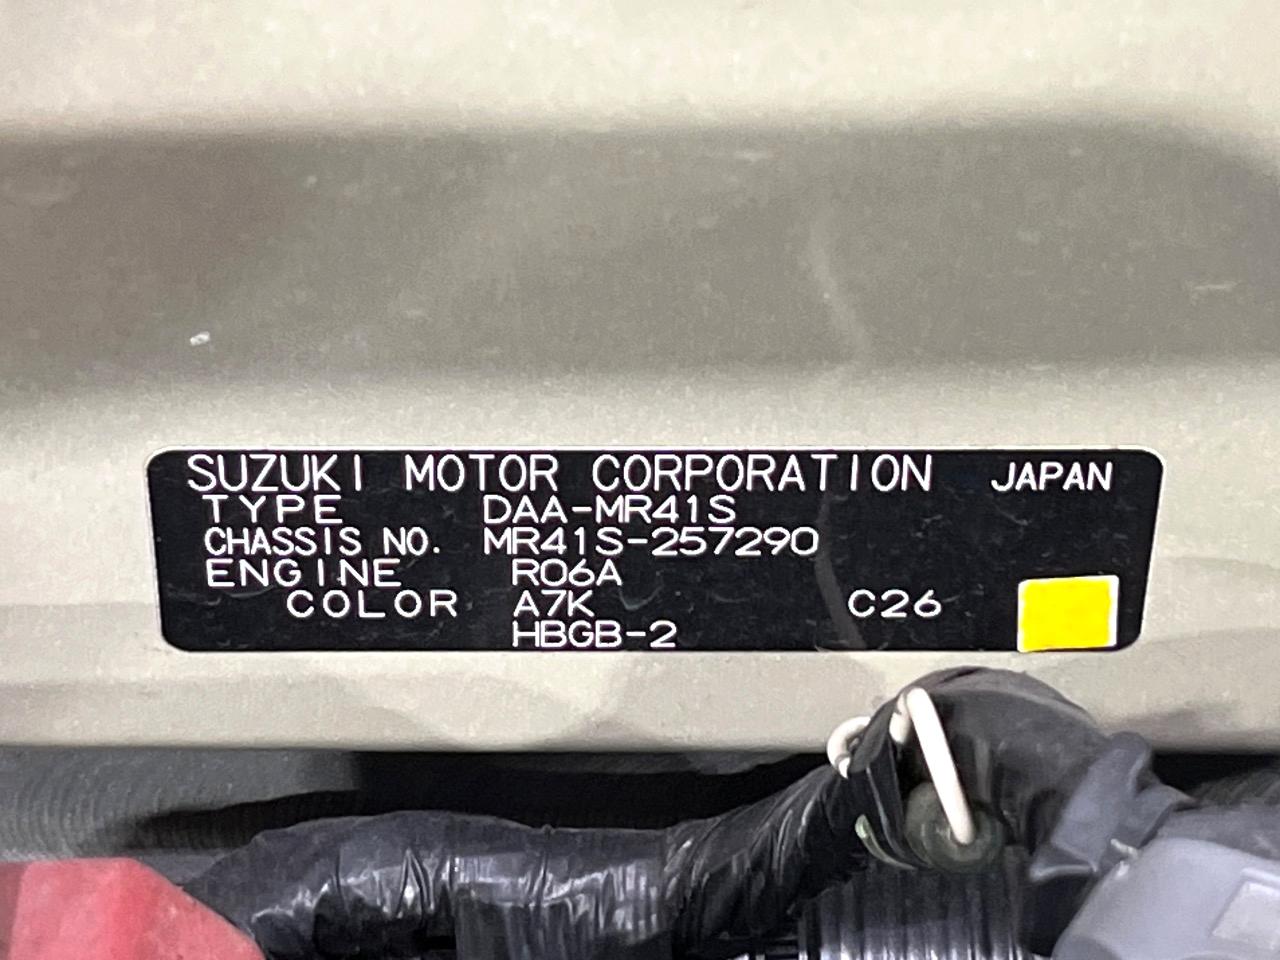 SUZUKI MOTOR CORPORATION JAPAN
TYPE DAA-MR41S
CHASSIS NO. MR41S-257290
ENGINE R06A
COLOR A7K C26
HBGB-2